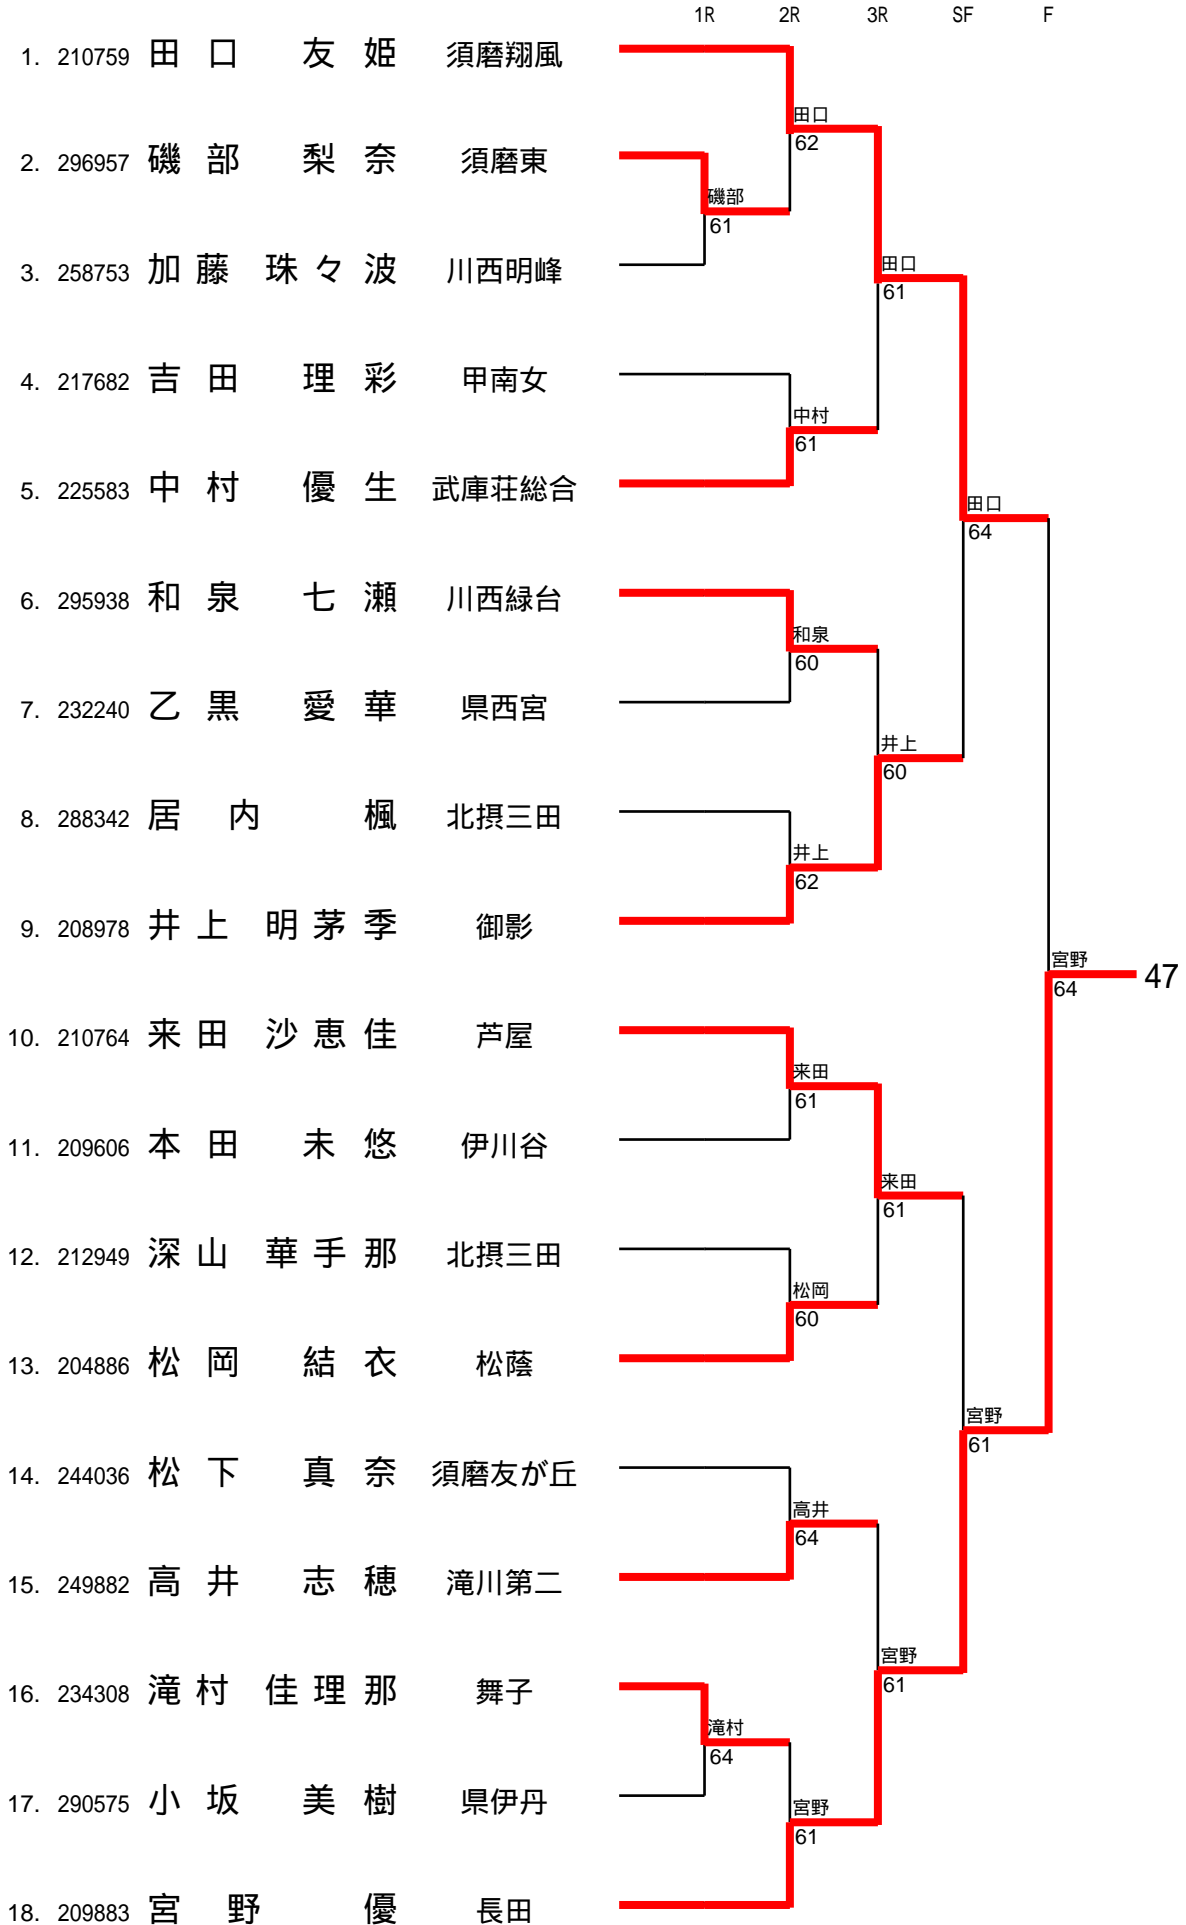 1R 2R 3R SF F
1. 210759 田口 友姫 須磨翔風
田口
62
2. 296957 磯部 梨奈 須磨東
磯部
61
3. 258753 加藤 珠々波 川西明峰
田口
61
4. 217682 吉田 理彩 甲南女
中村
61
5. 225583 中村 優生 武庫荘総合
田口
64
6. 295938 和泉 七瀬 川西緑台
和泉
60
7. 232240 乙黒 愛華 県西宮
井上
60
8. 288342 居内 楓 北摂三田
井上
62
9. 208978 井上 明茅季 御影
宮野
64
47
10. 210764 来田 沙恵佳 芦屋
来田
61
11. 209606 本田 未悠 伊川谷
来田
61
12. 212949 深山 華手那 北摂三田
松岡
60
13. 204886 松岡 結衣 松蔭
宮野
61
14. 244036 松下 真奈 須磨友が丘
高井
64
15. 249882 高井 志穂 滝川第二
宮野
61
16. 234308 滝村 佳理那 舞子
滝村
64
17. 290575 小坂 美樹 県伊丹
宮野
61
18. 209883 宮野 優 長田